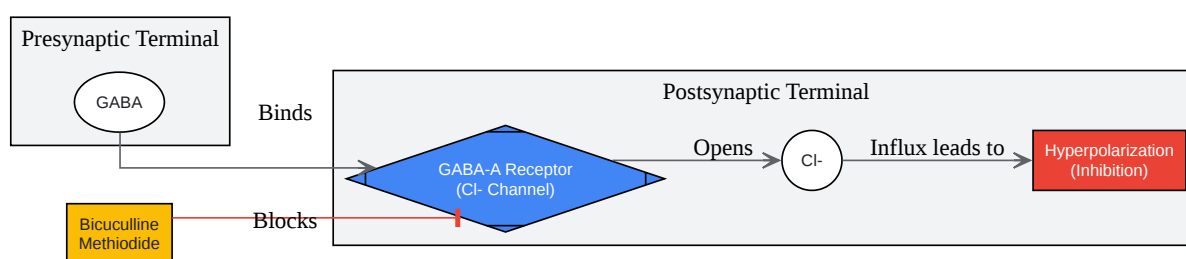 Presynaptic Terminal
GABA
Binds
Postsynaptic Terminal
GABA-A Receptor
(Cl- Channel)
Opens
Cl-
Influx leads to
Hyperpolarization
(Inhibition)
Blocks
Bicuculline
Methiodide